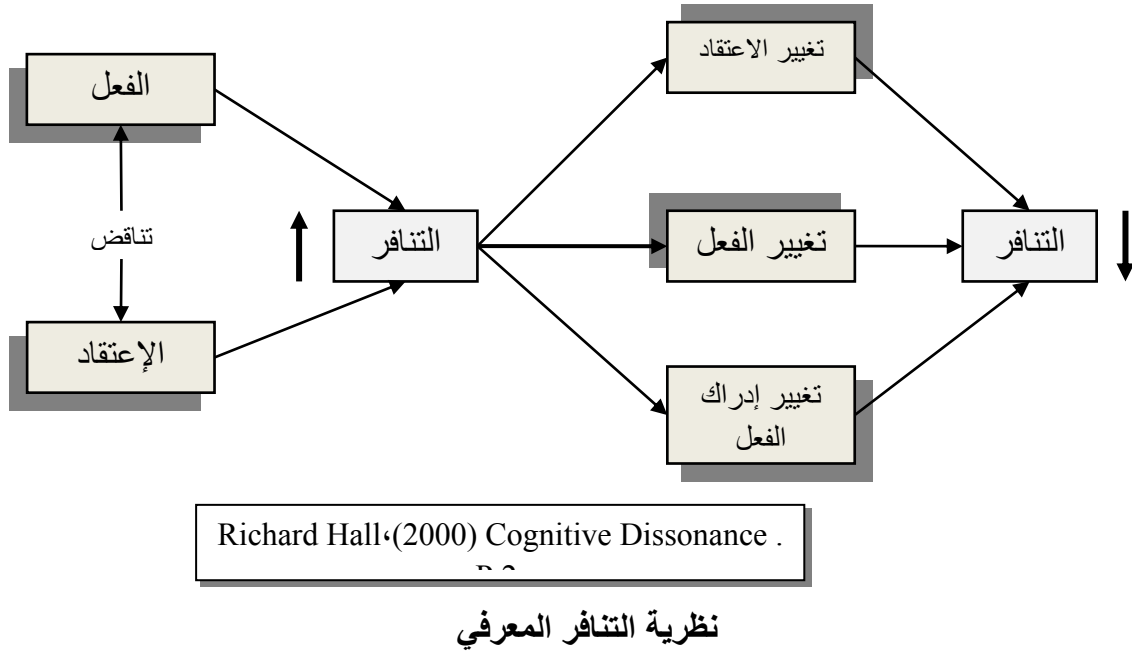 تغيير الاعتقاد
الفعل
تناقض
التنافر
تغيير الفعل
التنافر
الإعتقاد
تغيير إدراك
الفعل
Richard Hall،(2000) Cognitive Dissonance .
نظرية التنافر المعرفي